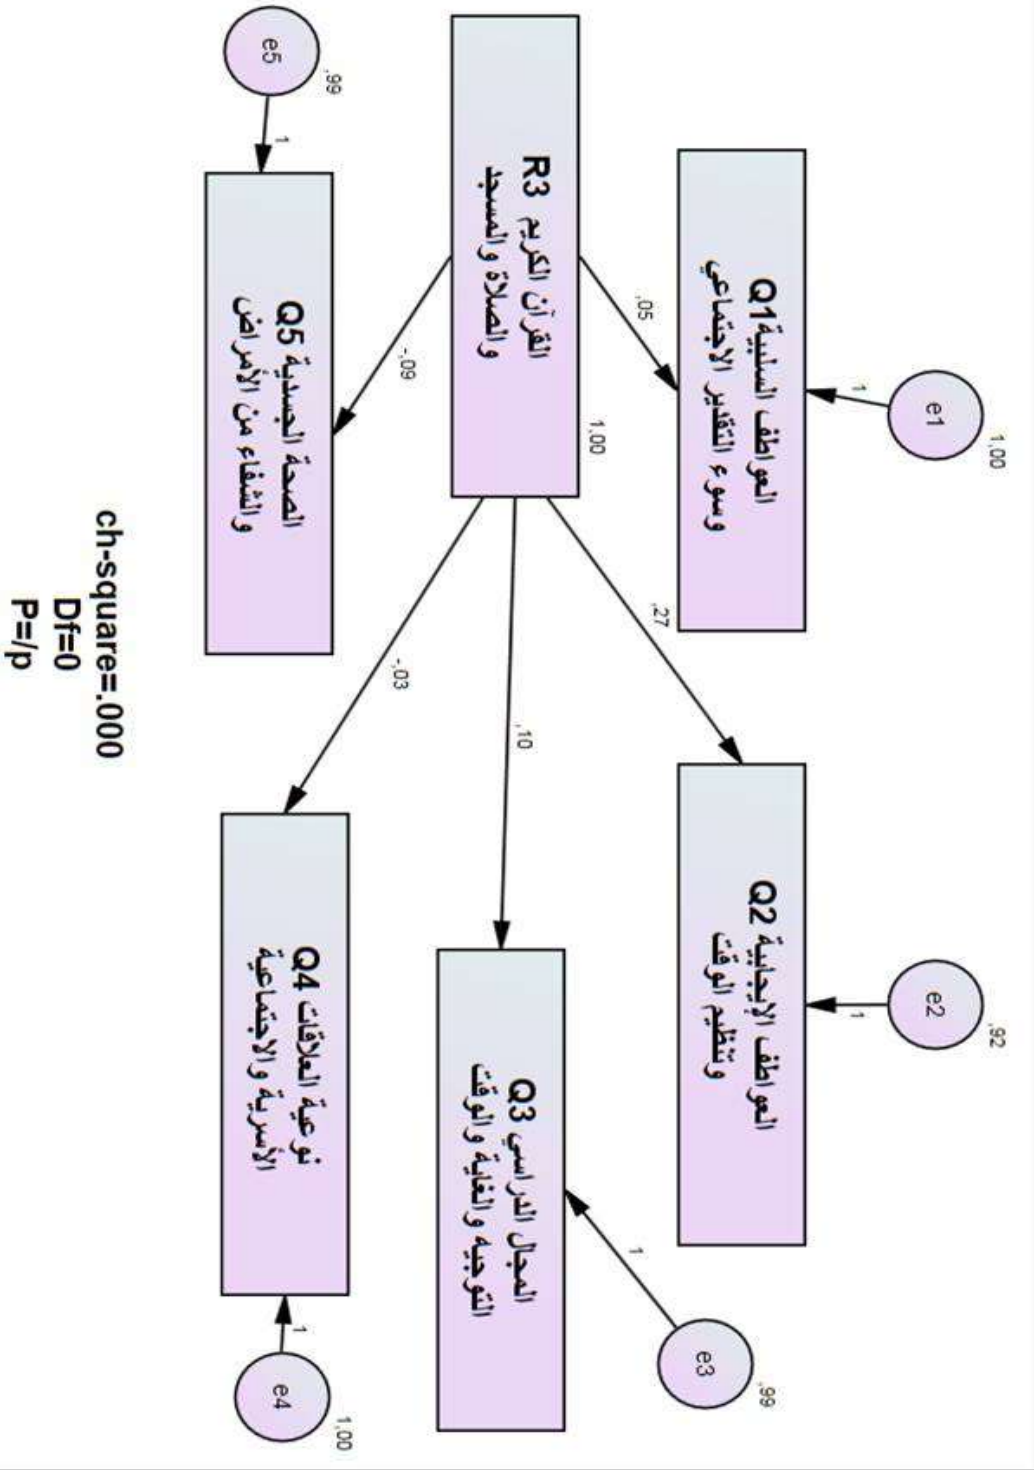 e1
1,00
1
Q1 العواطف السلبية
وسوء التقدير الاجتماعي
,05
e2
,92
1
Q2 العواطف الإيجابية
وتنظيم الوقت
,27
R3 القرآن الكريم
والصلاة والمسجد
1,00
,10
Q3 المجال الدراسي
التوجيه والغاية والوقت
1
e3
,99
e5
,99
1
Q5 الصحة الجسدية
والشفاء من الأمراض
-,09
-,03
Q4 نوعية العلاقات
الأسرية والاجتماعية
1
e4
1,00
ch-square=.000
Df=0
P=/p